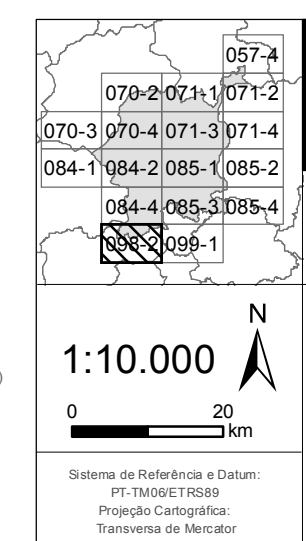 057-4
070-2 071-1 071-2
070-3 070-4 071-3 071-4
084-1 084-2 085-1 085-2
084-4 085-3 085-4
098-2 099-1
N
1:10.000
0 20
km
Sistema de Referência e Datum:
PT-TM06/ETRS89
Projeção Cartográfica:
Transversa de Mercator